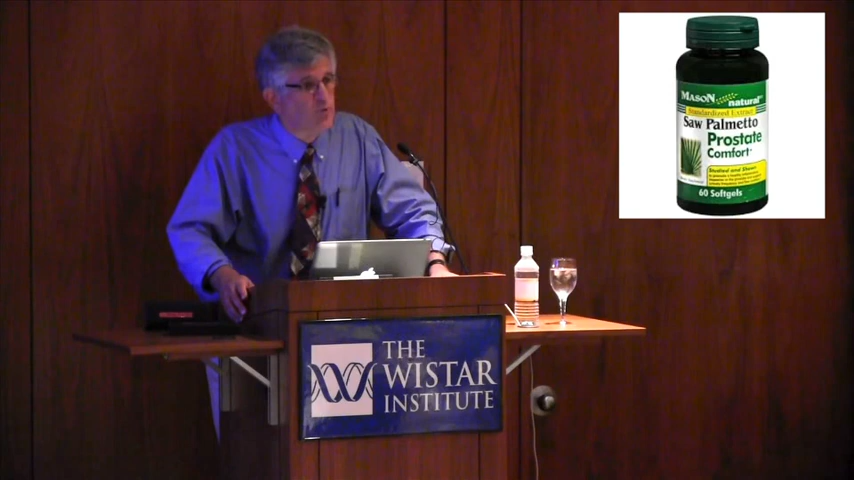 THE
WISTAR
INSTITUTE
MASON
natural
Standardized Extract
Saw Palmetto
Prostate
Comfort*
Studied and Shown
60 Softgels